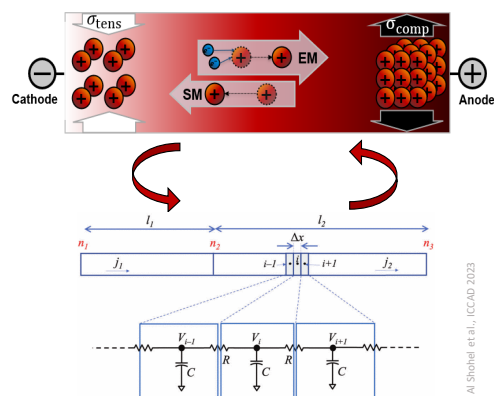 σtens
σcomp
− + + + + + + + EM + + + + + + + + + +
Cathode
SM + +
Anode
l1 l2
Δx
n1 n2 n3
j1 i–1 i i+1 j2
Vi–1 Vi Vi+1
R R
C C C
Al Shohel et al., ICCAD 2023